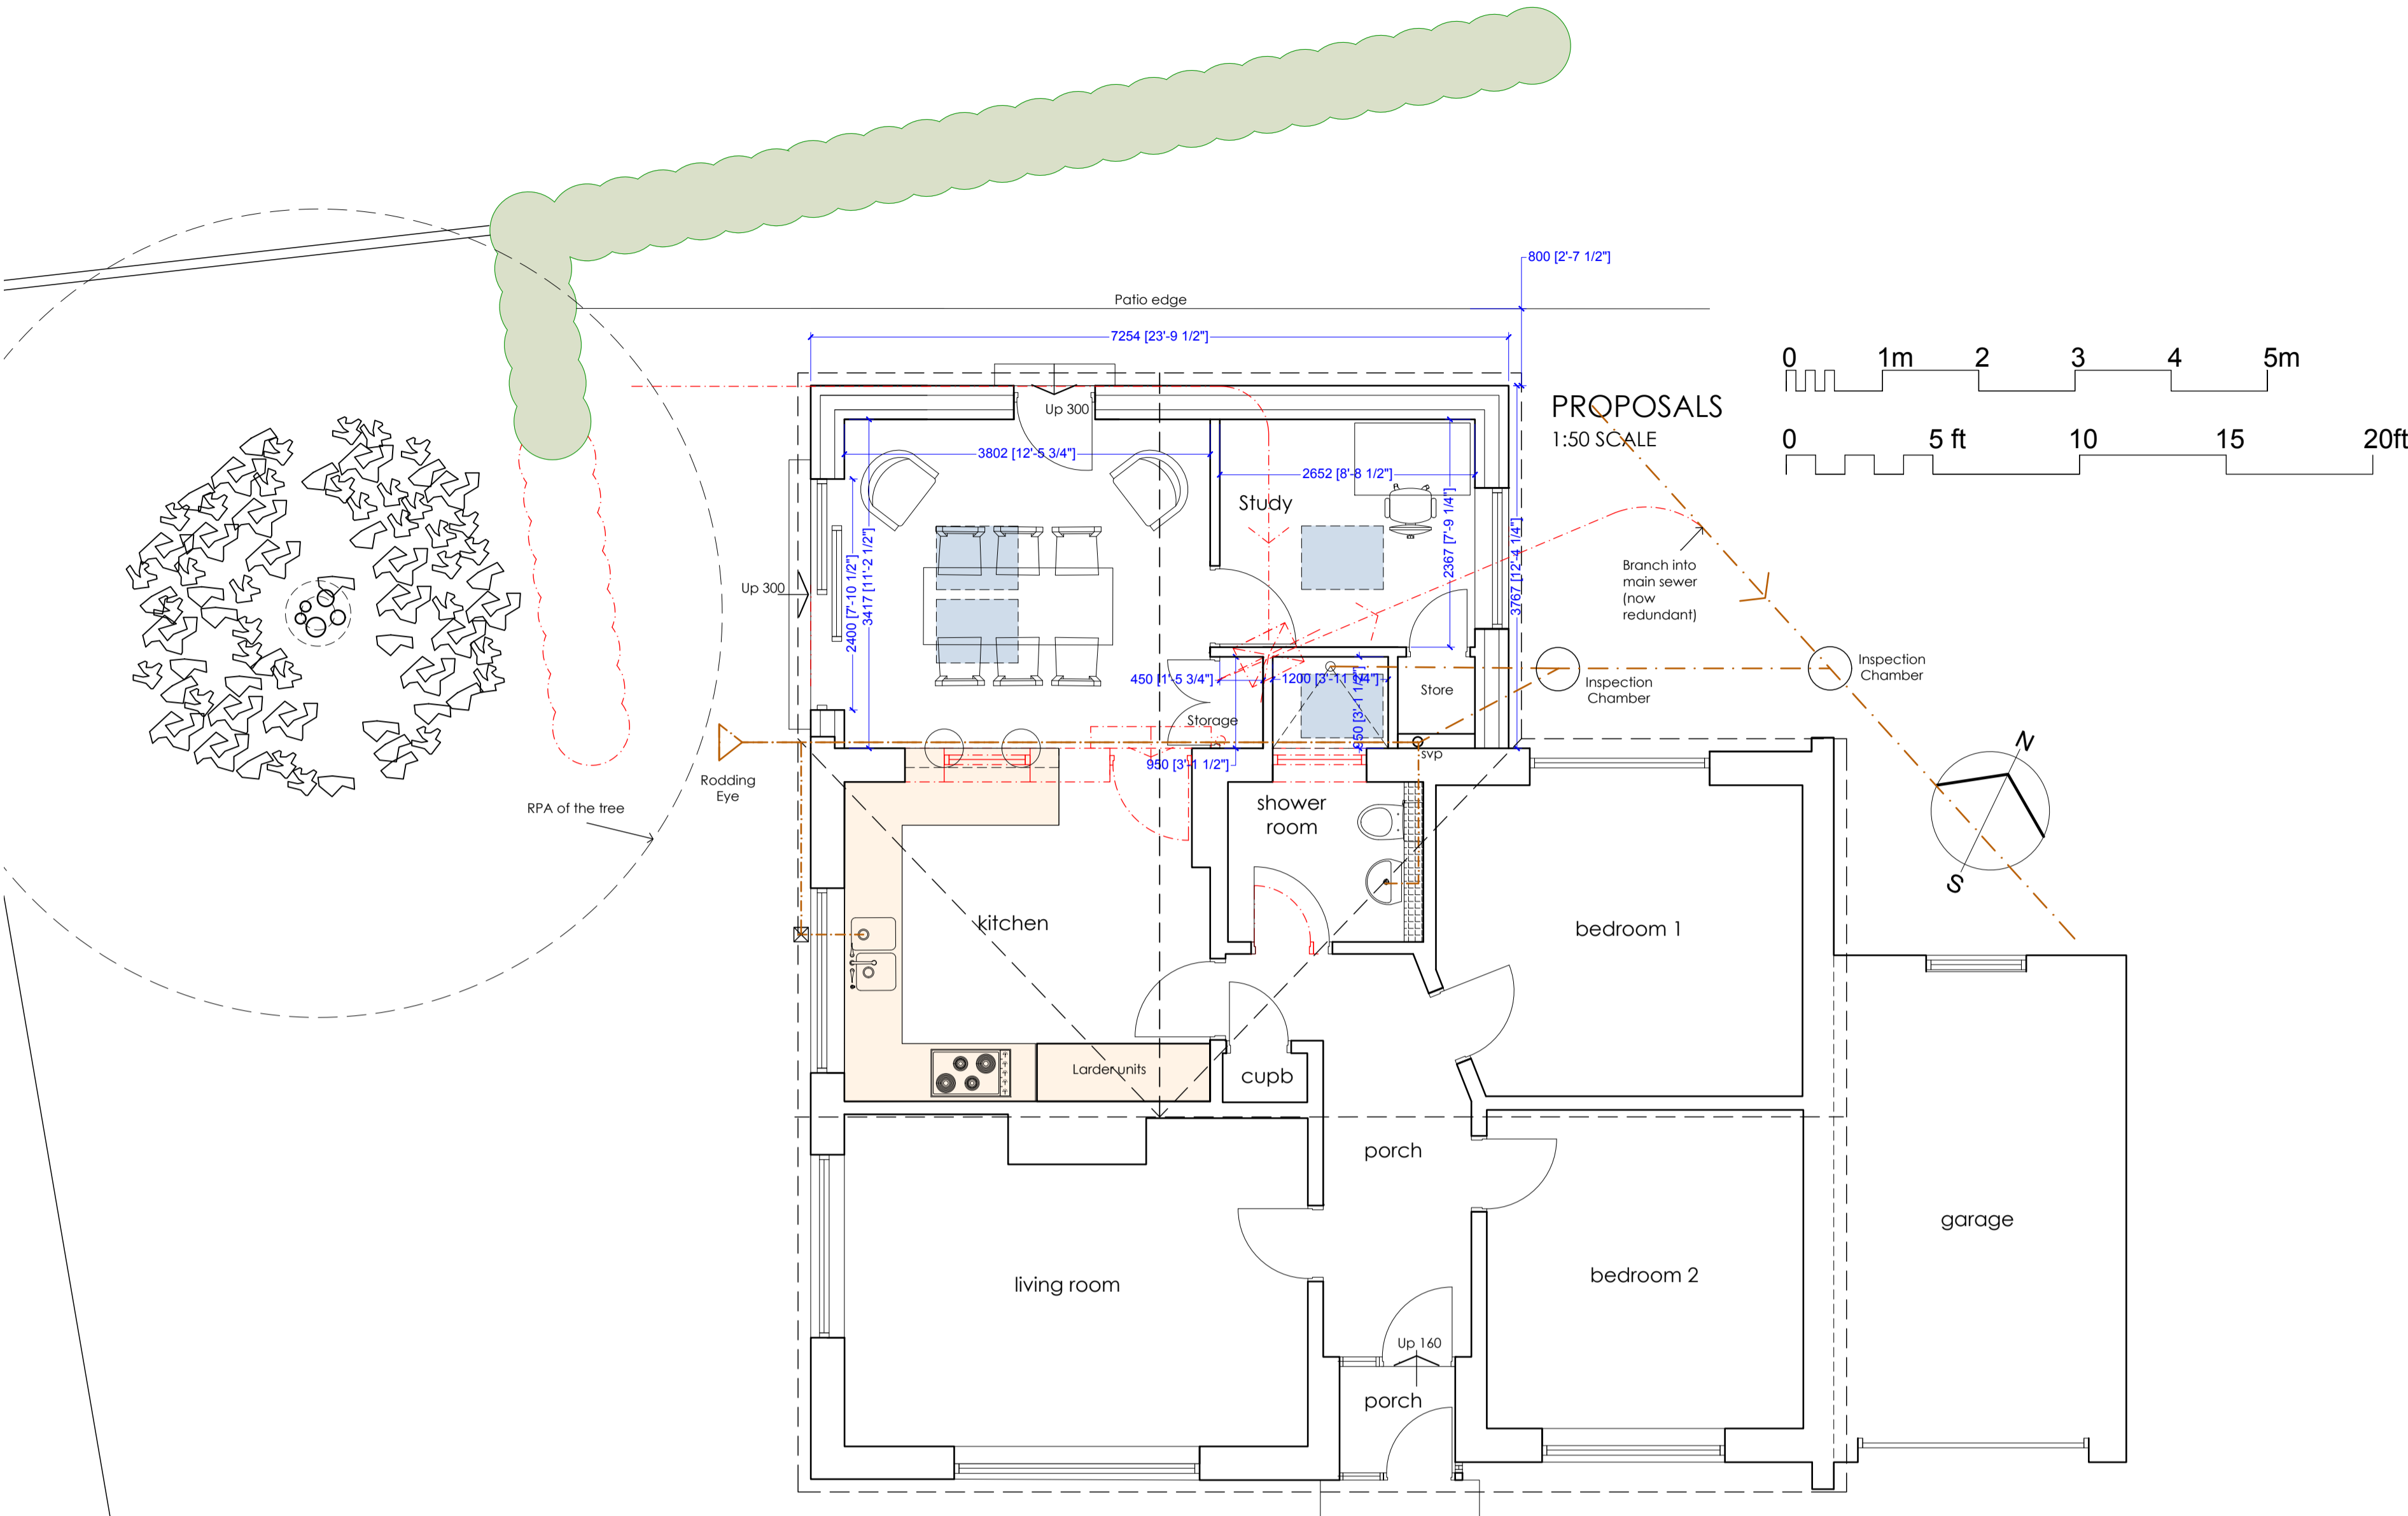 800 [2'-7 1/2"]
Patio edge
7254 [23'-9 1/2"]
0 1m 2 3 4 5m
PROPOSALS
1:50 SCALE
0 5 ft 10 15 20ft
Up 300
3802 [12'-5 3/4"]
2652 [8'-8 1/2"]
Study
2367 [7'-9 1/4"]
3767 [12'-4 1/4"]
2400 [7'-10 1/2"]
3417 [11'-2 1/2"]
Up 300
Branch into
main sewer
(now
redundant)
Inspection
Chamber
Inspection
Chamber
450 [1'-5 3/4"]
1200 [3'-11 1/4"]
950 [3'-1 1/2"]
Store
Storage
950 [3'-1 1/2"]
svp
Rodding
Eye
RPA of the tree
shower
room
N
S
kitchen
bedroom 1
Larder units
cupb
porch
garage
living room
bedroom 2
Up 160
porch